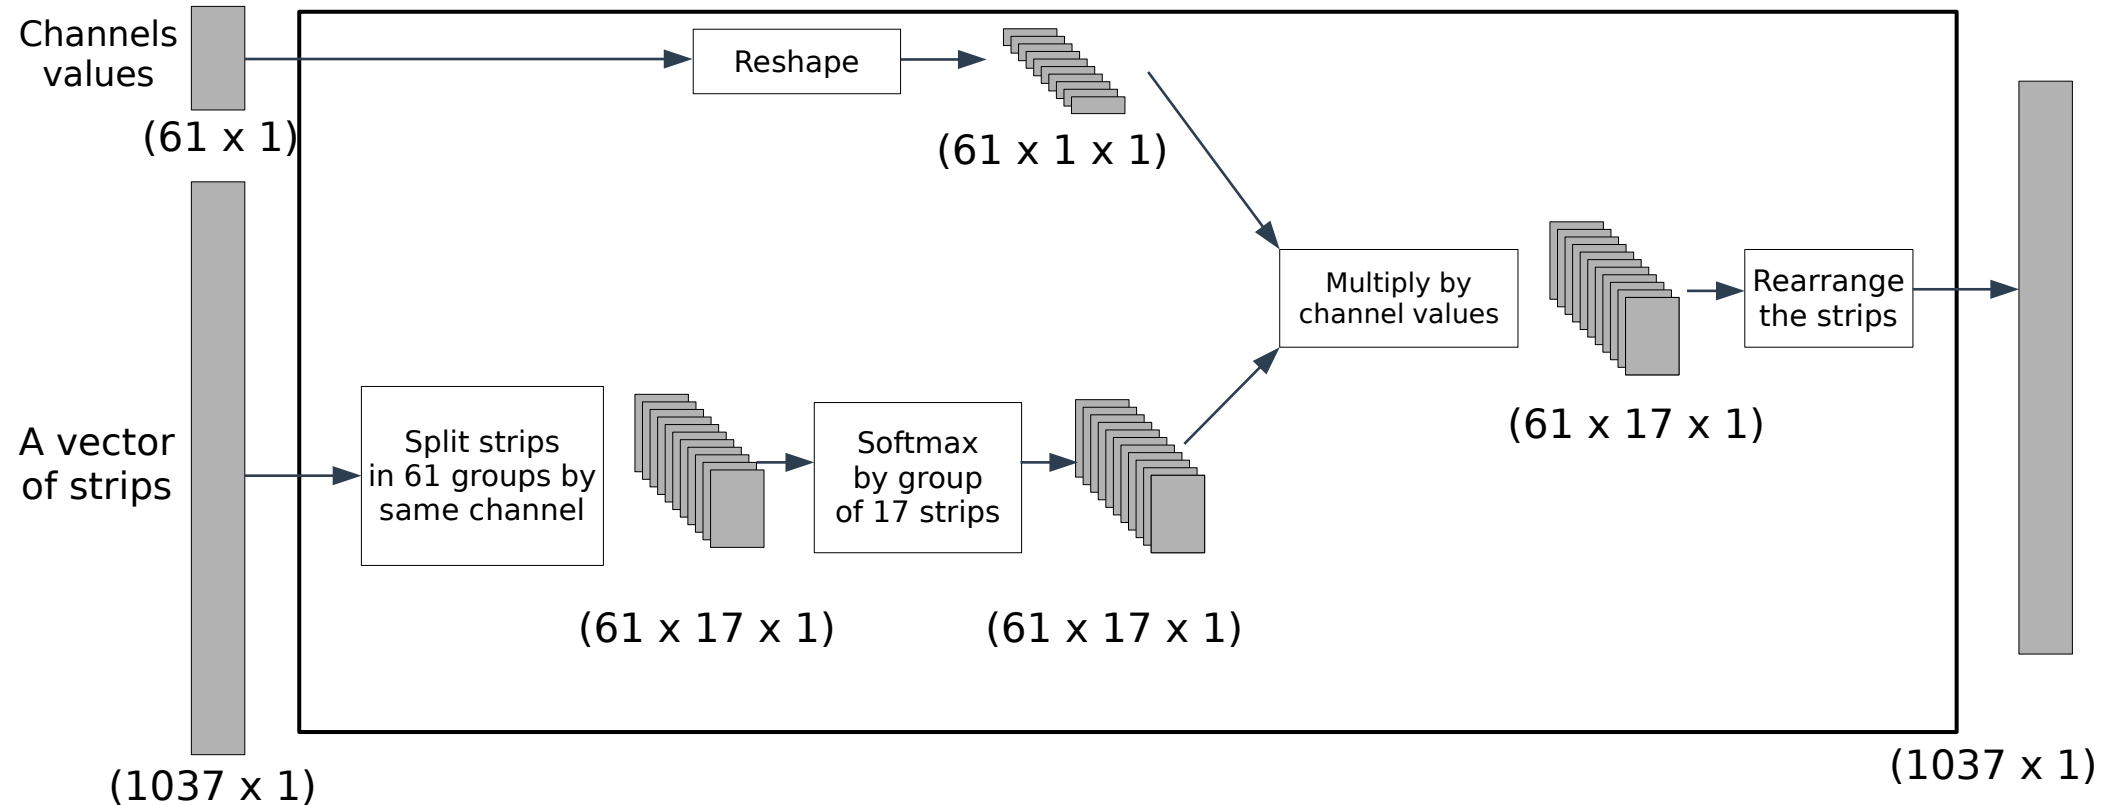 Channels
values
(61 x 1)
Reshape
(61 x 1 x 1)
A vector
of strips
(1037 x 1)
Split strips
in 61 groups by
same channel
(61 x 17 x 1)
Softmax
by group
of 17 strips
(61 x 17 x 1)
Multiply by
channel values
(61 x 17 x 1)
Rearrange
the strips
(1037 x 1)